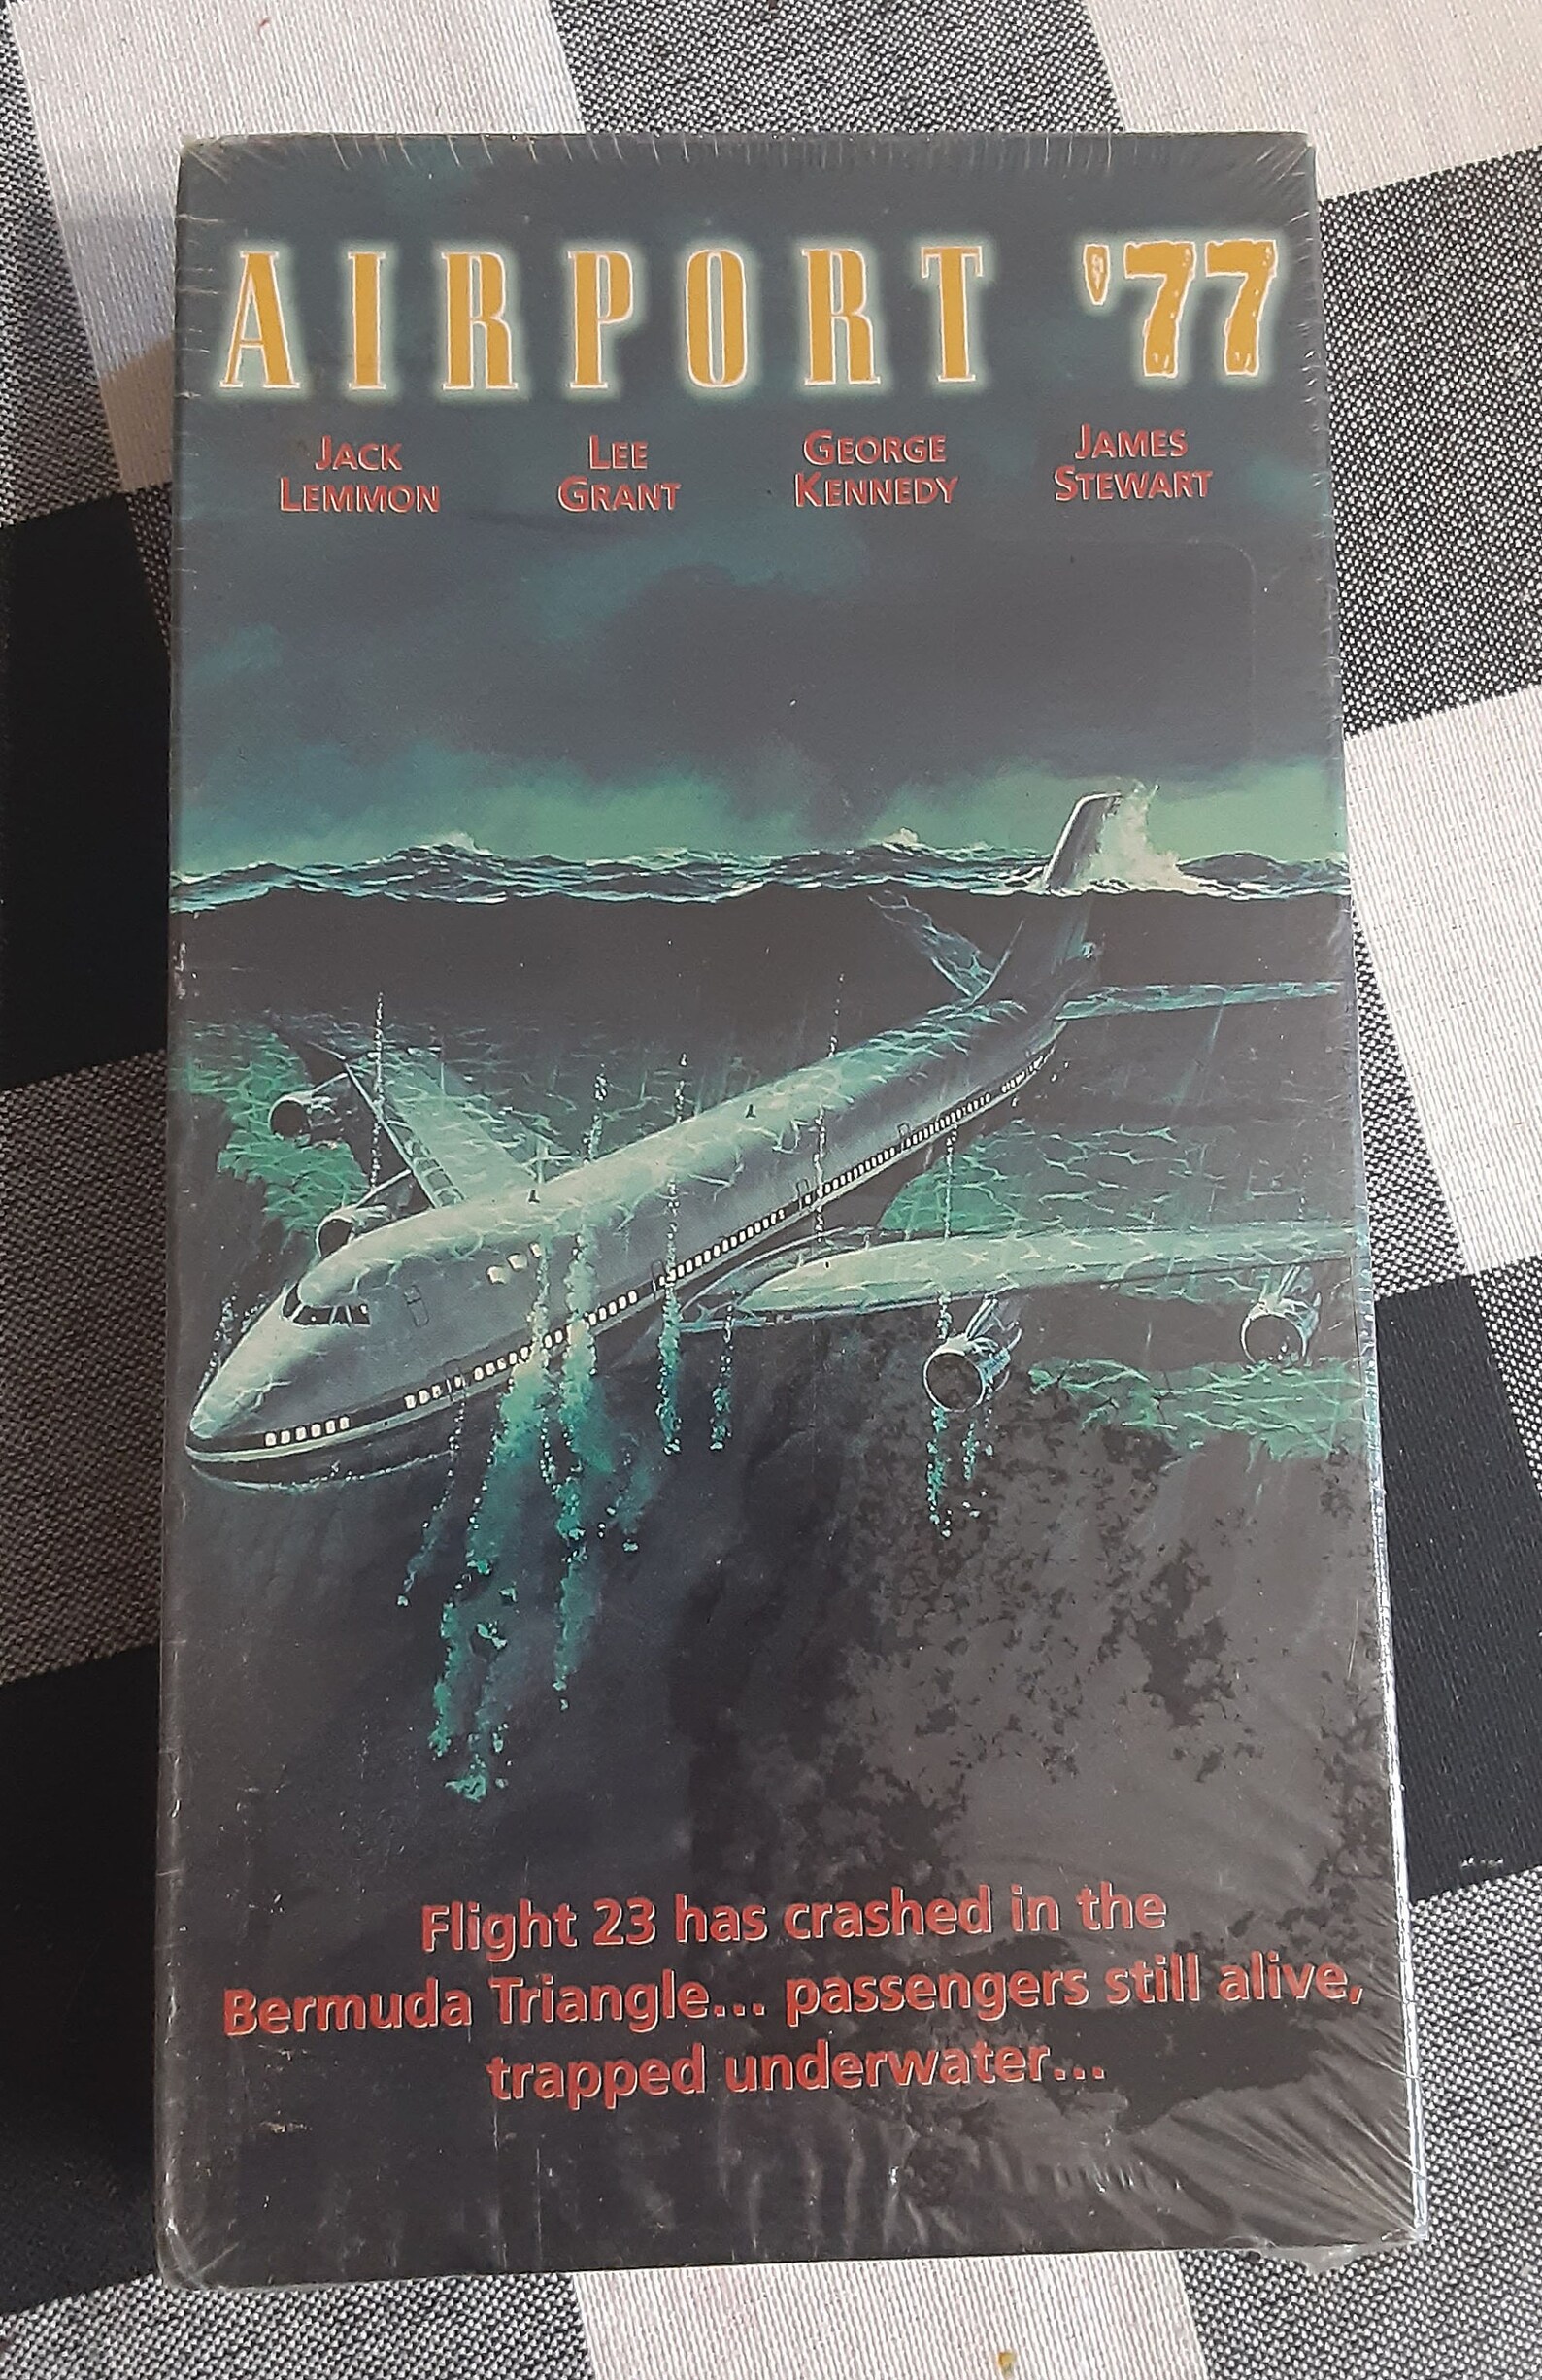 AIRPORT '77
JACK LEMMON
LEE GRANT
GEORGE KENNEDY
JAMES STEWART
Flight 23 has crashed in the
Bermuda Triangle... passengers still alive,
trapped underwater...